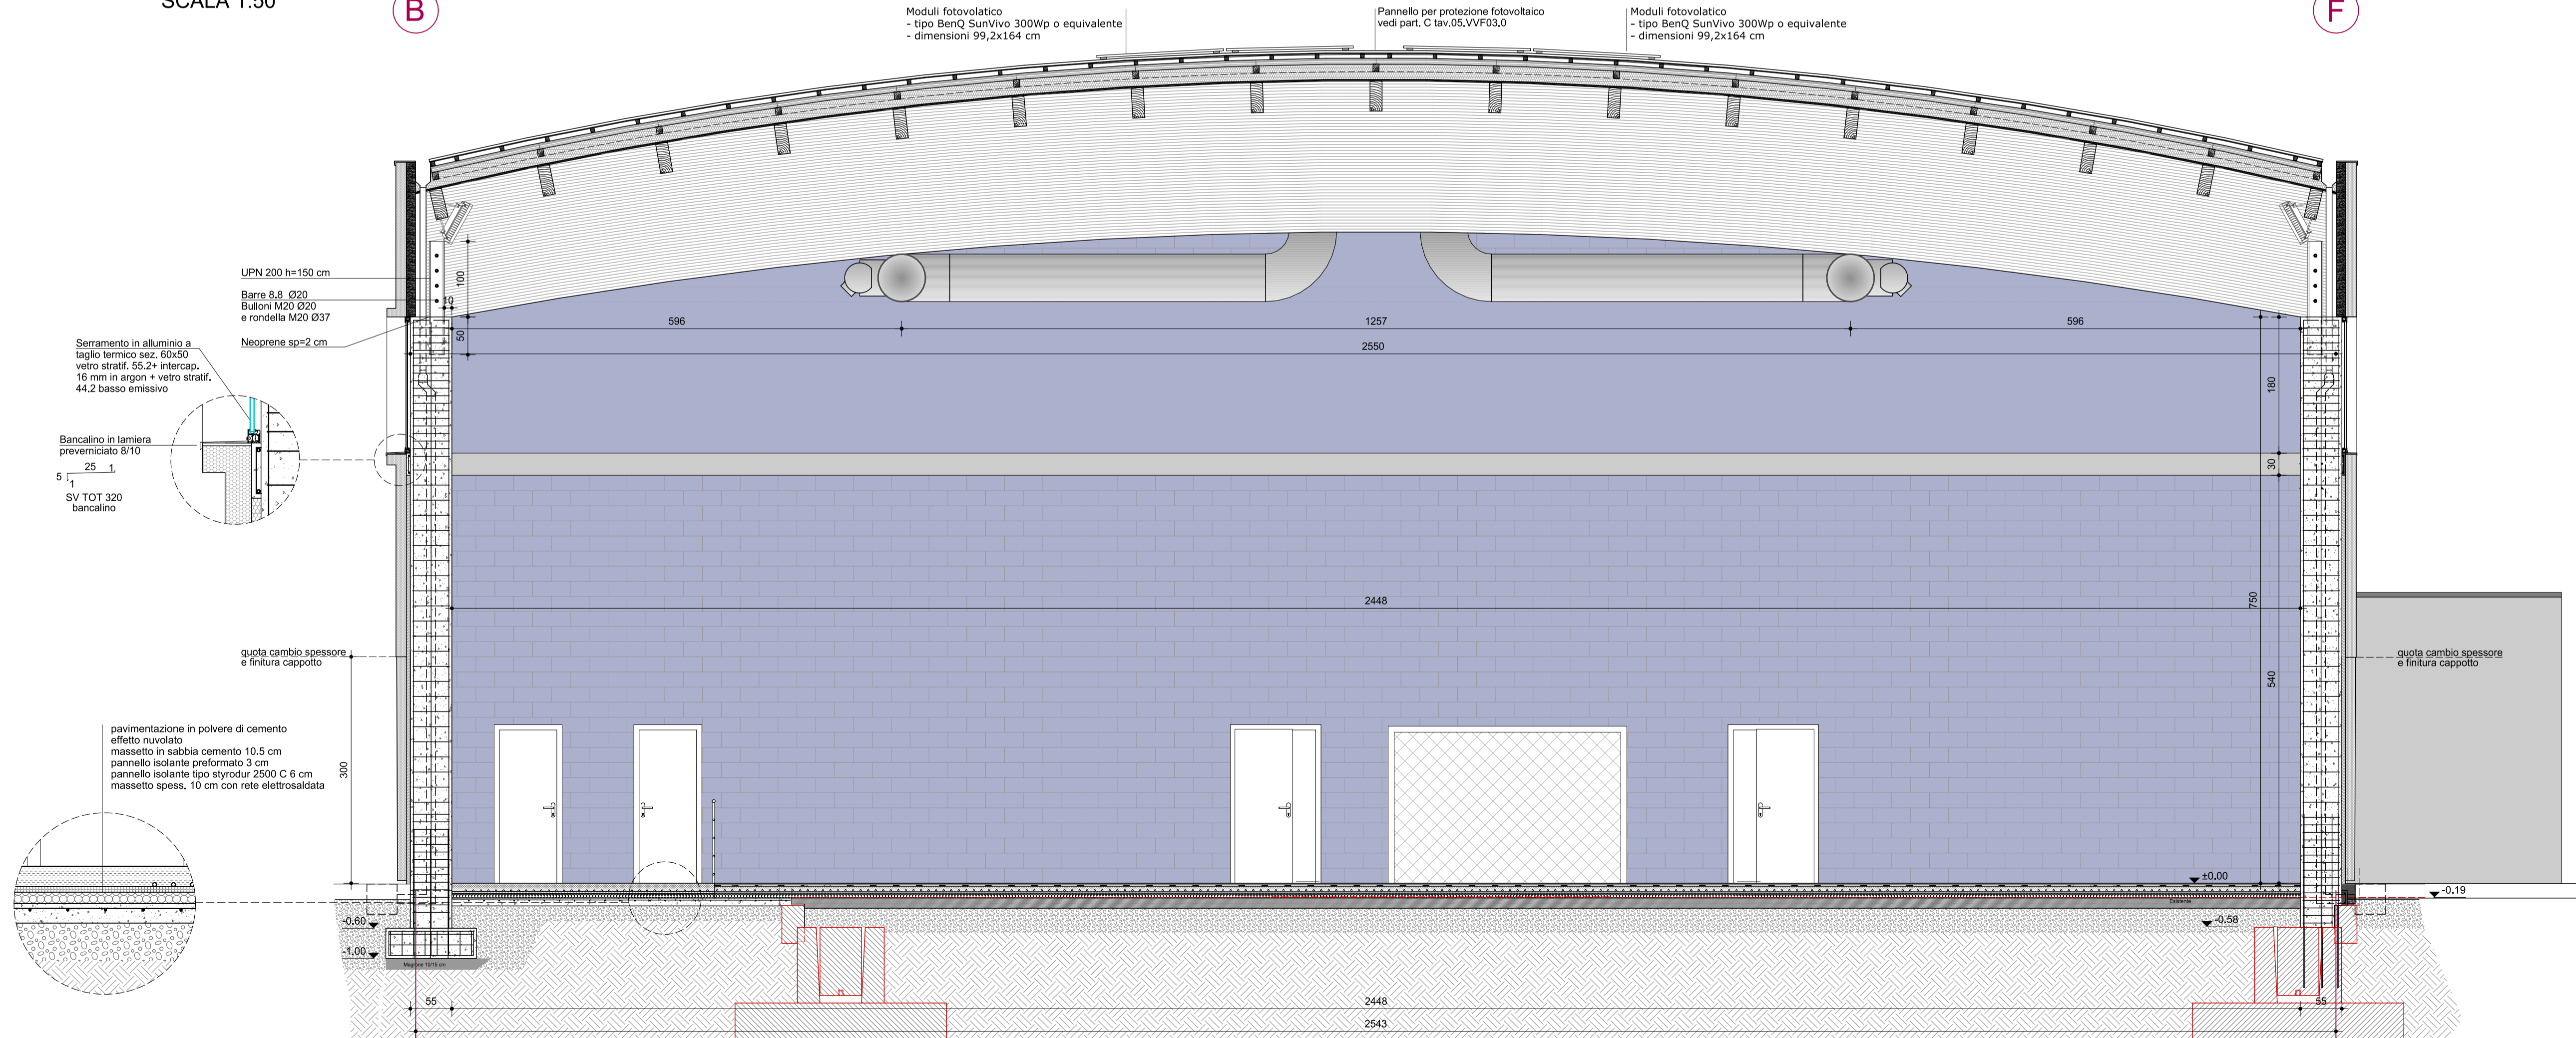 SCALA 1:50
B
F
Moduli fotovolatico
- tipo BenQ SunVivo 300Wp o equivalente
- dimensioni 99,2x164 cm
Pannello per protezione fotovoltaico
vedi part. C tav.05.VVF03.0
Moduli fotovolatico
- tipo BenQ SunVivo 300Wp o equivalente
- dimensioni 99,2x164 cm
UPN 200 h=150 cm
Barre 8.8 Ø20
Bulloni M20 Ø20
e rondella M20 Ø37
Neoprene sp=2 cm
100
10
50
596
1257
596
2550
Serramento in alluminio a
taglio termico sez. 60x50
vetro stratif. 55.2+ intercap.
16 mm in argon + vetro stratif.
44.2 basso emissivo
Bancalino in lamiera
preverniciato 8/10
25 1
5
1
SV TOT 320
bancalino
180
30
750
540
2448
quota cambio spessore
e finitura cappotto
quota cambio spessore
e finitura cappotto
300
pavimentazione in polvere di cemento
effetto nuvolato
massetto in sabbia cemento 10.5 cm
pannello isolante preformato 3 cm
pannello isolante tipo styrodur 2500 C 6 cm
massetto spess. 10 cm con rete elettrosaldata
±0.00
-0.19
Esistente
-0.60
-0.58
-1.00
Magrone 10/15 cm
55
2448
55
2543